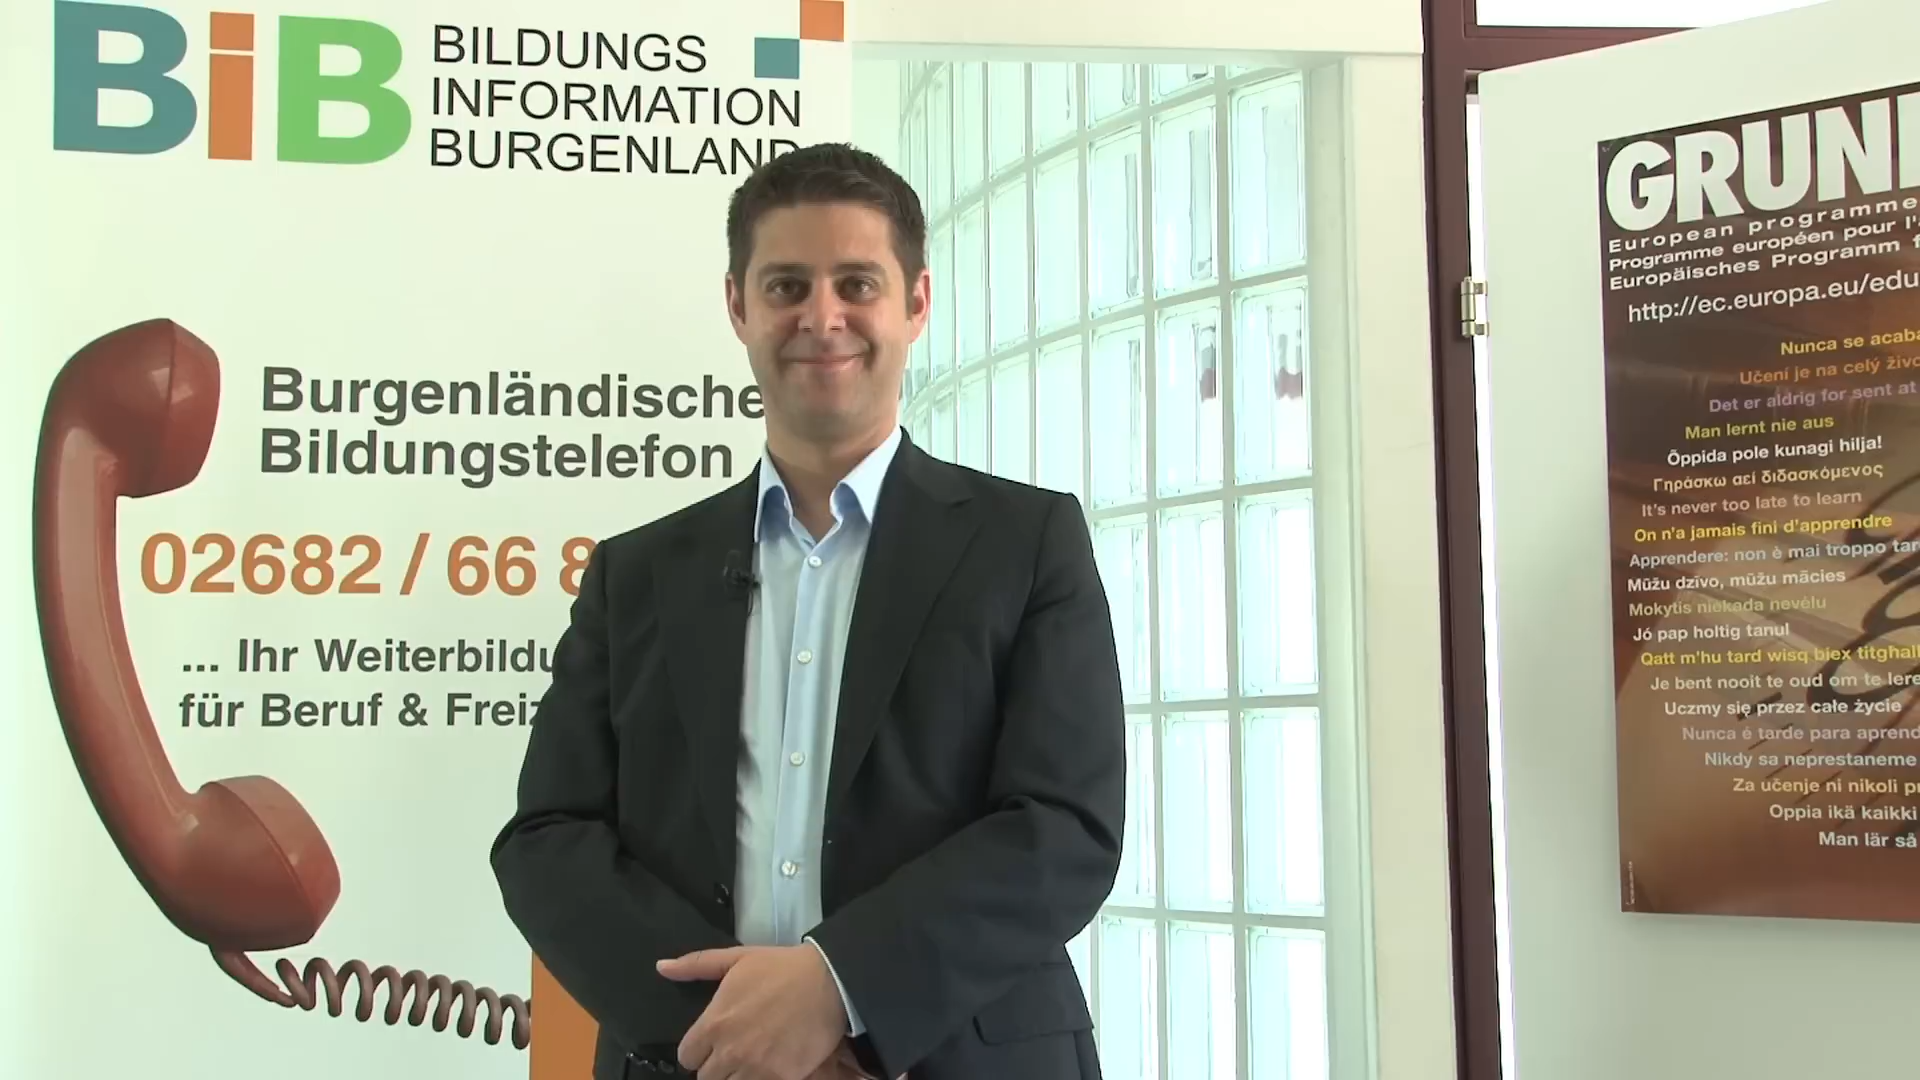 BiB
BILDUNGS
INFORMATION
BURGENLAND
Burgenländische
Bildungstelefon
02682 / 66 8
... Ihr Weiterbildu
für Beruf & Freiz
GRUN
European programme
Programme européen pour l'
Europäisches Programm f
http://ec.europa.eu/edu
Nunca se acaba
Učení je na celý živo
Det er aldrig for sent at
Man lernt nie aus
Õppida pole kunagi hilja!
Γηράσκω αεί διδασκόμενος
It's never too late to learn
On n'a jamais fini d'apprendre
Apprendere: non è mai troppo tar
Mūžu dzīvo, mūžu mācies
Mokytis niekada nevėlu
Jó pap holtig tanul
Qatt m'hu tard wisq biex titghall
Je bent nooit te oud om te lere
Uczmy się przez całe życie
Nunca é tarde para aprend
Nikdy sa neprestaneme
Za učenje ni nikoli pr
Oppia ikä kaikki
Man lär så